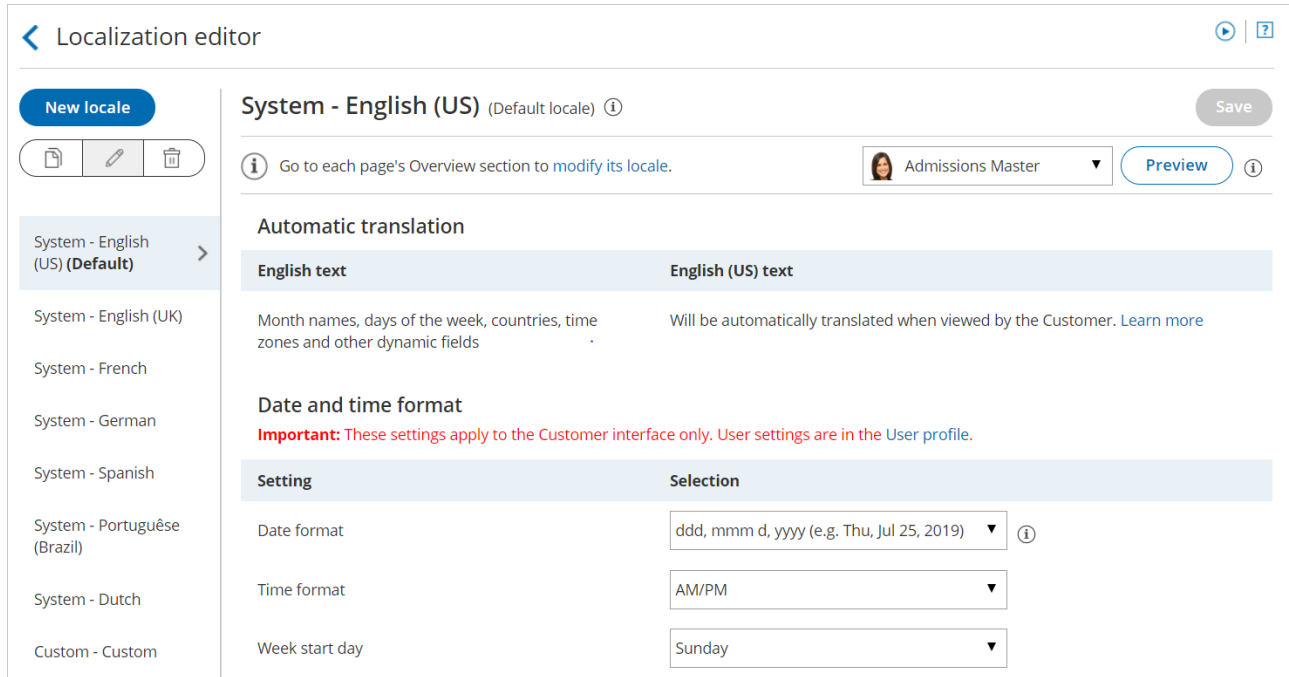 Localization editor
?
New locale
System - English (US) (Default locale)
Save
Go to each page's Overview section to modify its locale.
Admissions Master
Preview
System - English
(US) (Default)
System - English (UK)
System - French
System - German
System - Spanish
System - Portuguêse
(Brazil)
System - Dutch
Custom - Custom
Automatic translation
English text
English (US) text
Month names, days of the week, countries, time
zones and other dynamic fields
Will be automatically translated when viewed by the Customer. Learn more
Date and time format
Important: These settings apply to the Customer interface only. User settings are in the User profile.
Setting
Selection
Date format
ddd, mmm d, yyyy (e.g. Thu, Jul 25, 2019)
Time format
AM/PM
Week start day
Sunday